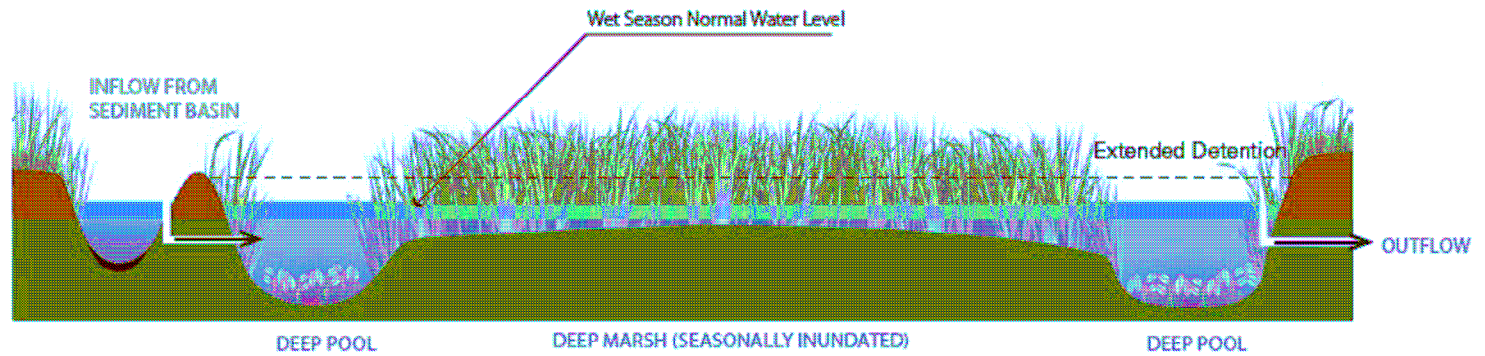 Wet Season Normal Water Level
INFLOW FROM
SEDIMENT BASIN
Extended Detention
OUTFLOW
DEEP POOL
DEEP MARSH (SEASONALLY INUNDATED)
DEEP POOL